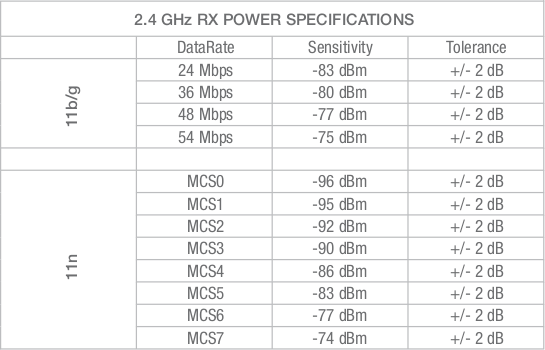 2.4 GHz RX POWER SPECIFICATIONS
DataRate Sensitivity Tolerance
11b/g
24 Mbps -83 dBm +/- 2 dB
36 Mbps -80 dBm +/- 2 dB
48 Mbps -77 dBm +/- 2 dB
54 Mbps -75 dBm +/- 2 dB
11n
MCS0 -96 dBm +/- 2 dB
MCS1 -95 dBm +/- 2 dB
MCS2 -92 dBm +/- 2 dB
MCS3 -90 dBm +/- 2 dB
MCS4 -86 dBm +/- 2 dB
MCS5 -83 dBm +/- 2 dB
MCS6 -77 dBm +/- 2 dB
MCS7 -74 dBm +/- 2 dB